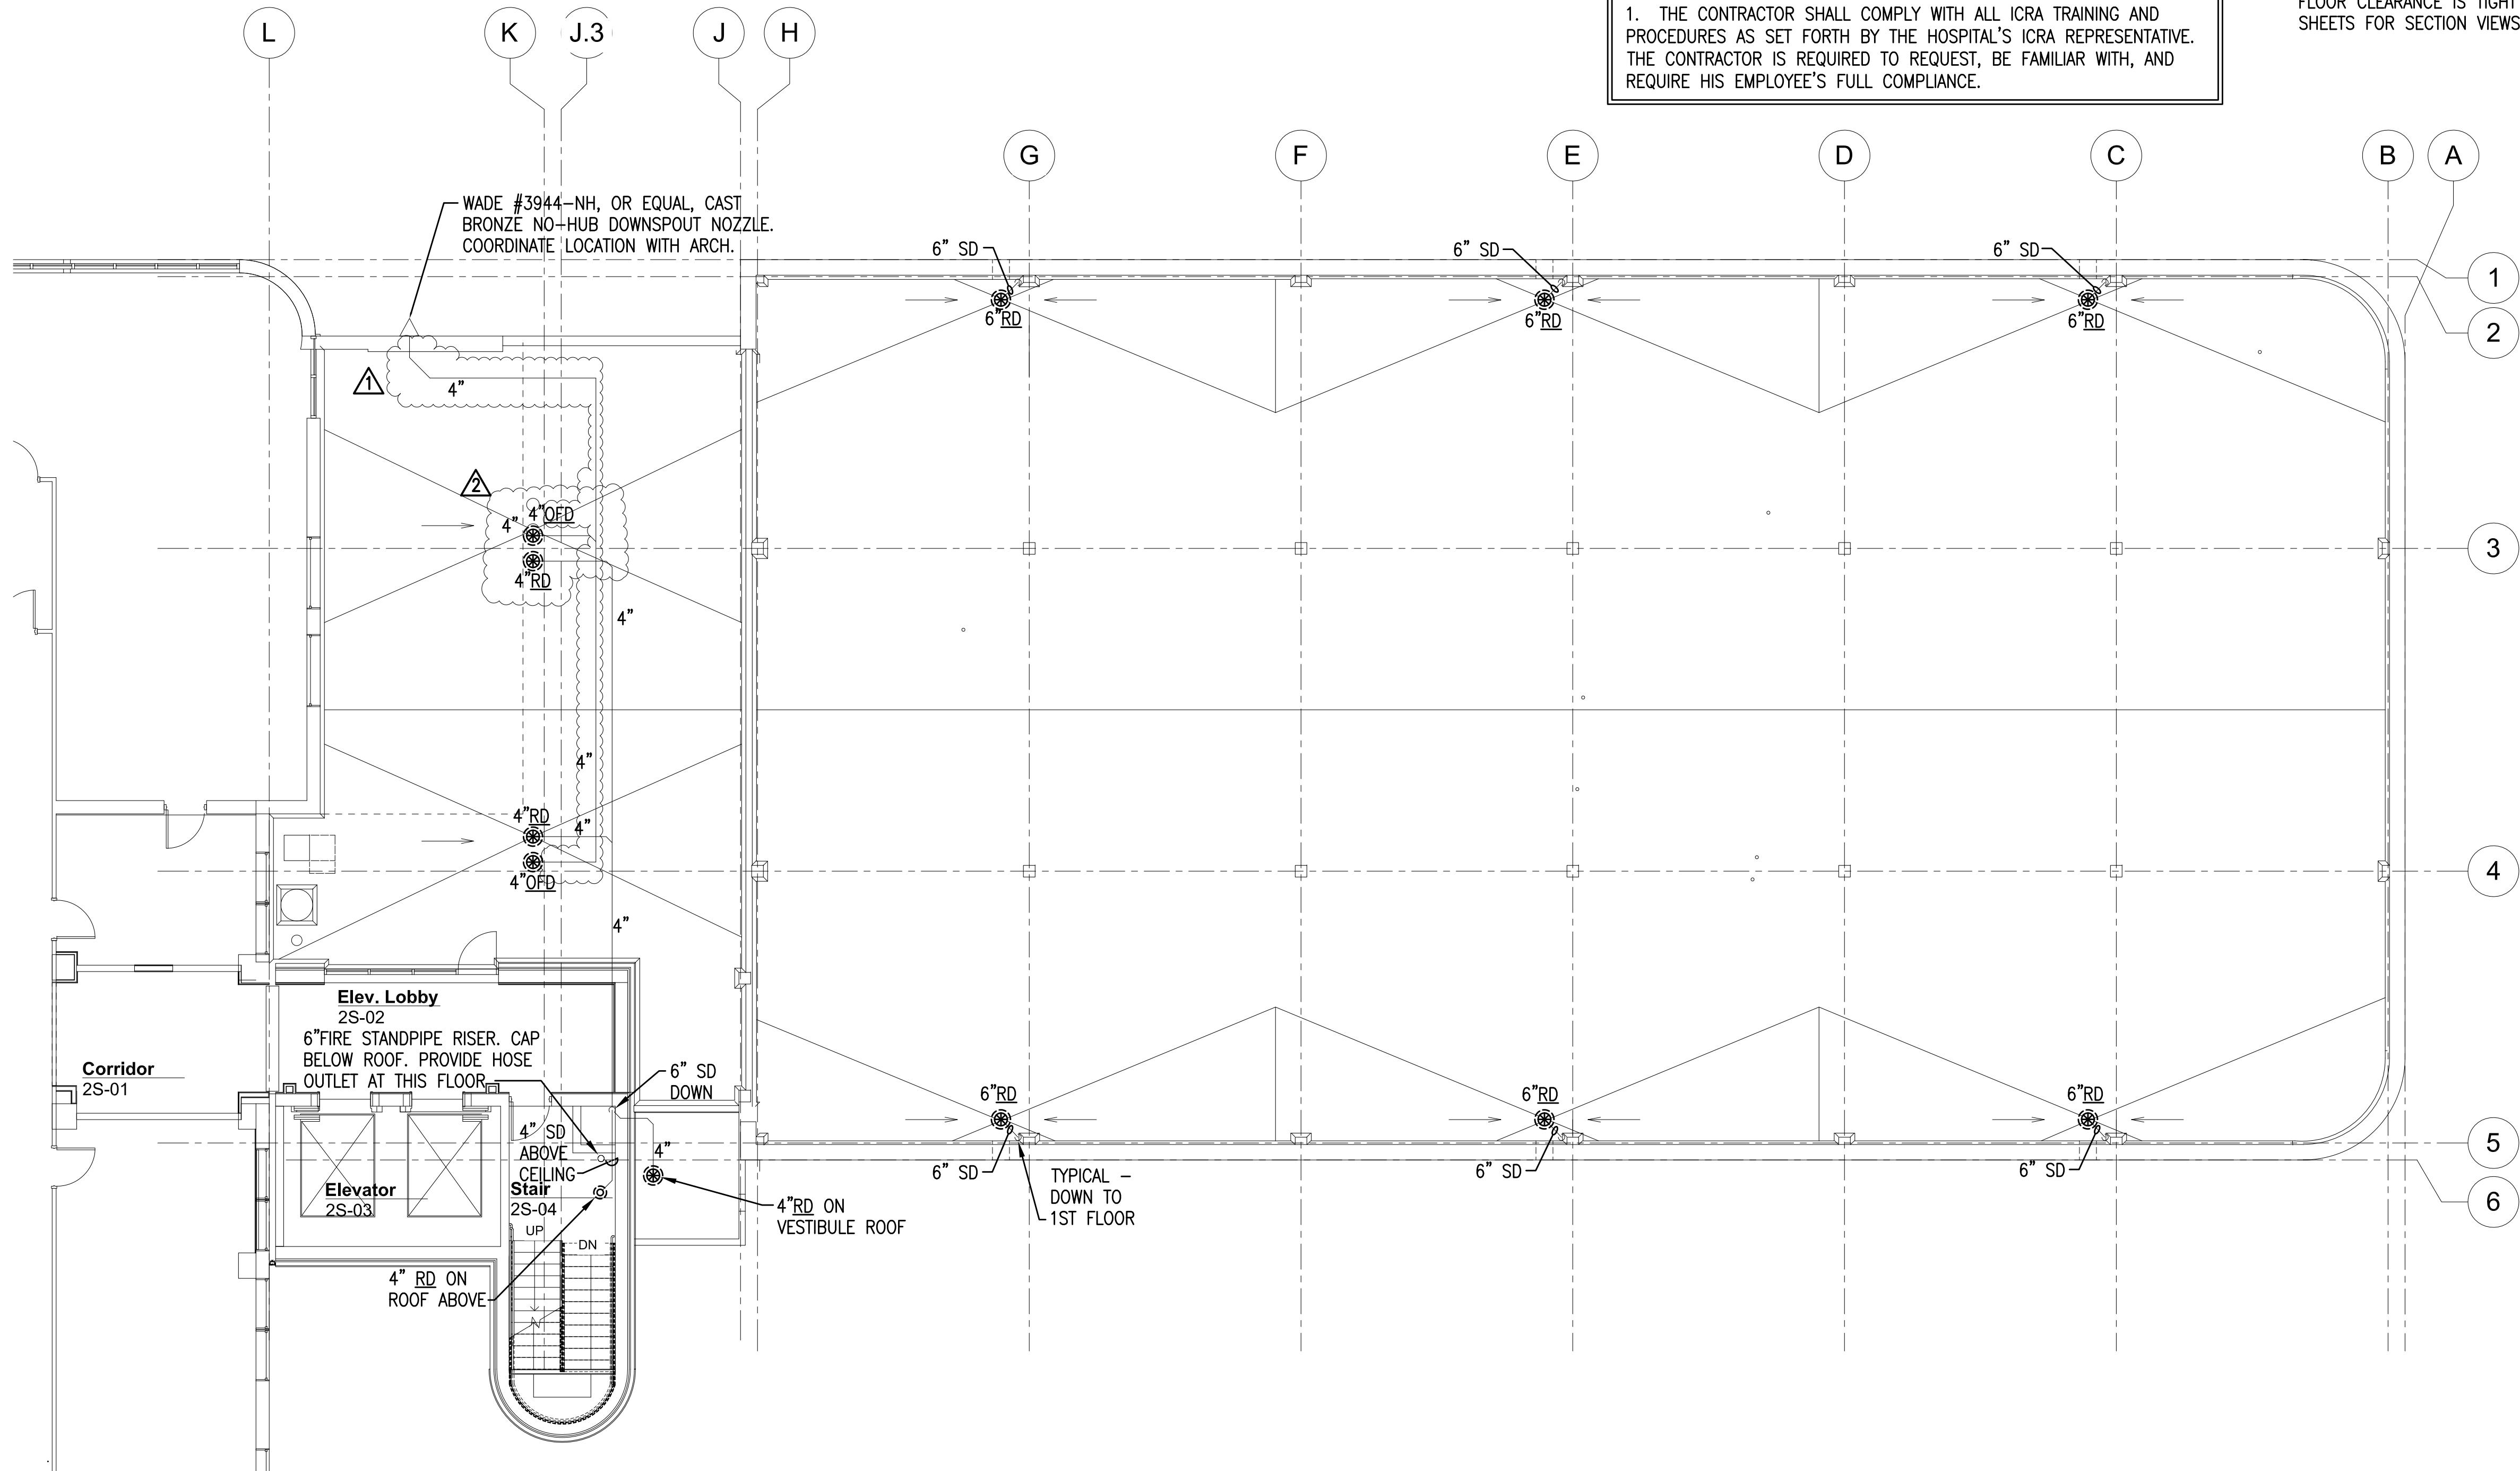 L
K
J.3
J
H
1. THE CONTRACTOR SHALL COMPLY WITH ALL ICRA TRAINING AND
PROCEDURES AS SET FORTH BY THE HOSPITAL'S ICRA REPRESENTATIVE.
THE CONTRACTOR IS REQUIRED TO REQUEST, BE FAMILIAR WITH, AND
REQUIRE HIS EMPLOYEE'S FULL COMPLIANCE.
FLOOR CLEARANCE IS TIGHT
SHEETS FOR SECTION VIEWS
G
F
E
D
C
B
A
WADE #3944-NH, OR EQUAL, CAST
BRONZE NO-HUB DOWNSPOUT NOZZLE.
COORDINATE LOCATION WITH ARCH.
6" SD
6" SD
6" SD
1
2
6"RD
6"RD
6"RD
1
4"
2
4"OFD
4"
4"RD
3
4"
4"
4"RD
4"
4"OFD
4
4"
Elev. Lobby
2S-02
6"FIRE STANDPIPE RISER. CAP
BELOW ROOF. PROVIDE HOSE
OUTLET AT THIS FLOOR
Corridor
2S-01
6" SD
DOWN
4" SD
ABOVE
CEILING
4"
6"RD
6"RD
6"RD
5
6" SD
6" SD
6" SD
TYPICAL -
DOWN TO
1ST FLOOR
Elevator
2S-03
Stair
2S-04
UP
DN
4"RD ON
VESTIBULE ROOF
6
4" RD ON
ROOF ABOVE